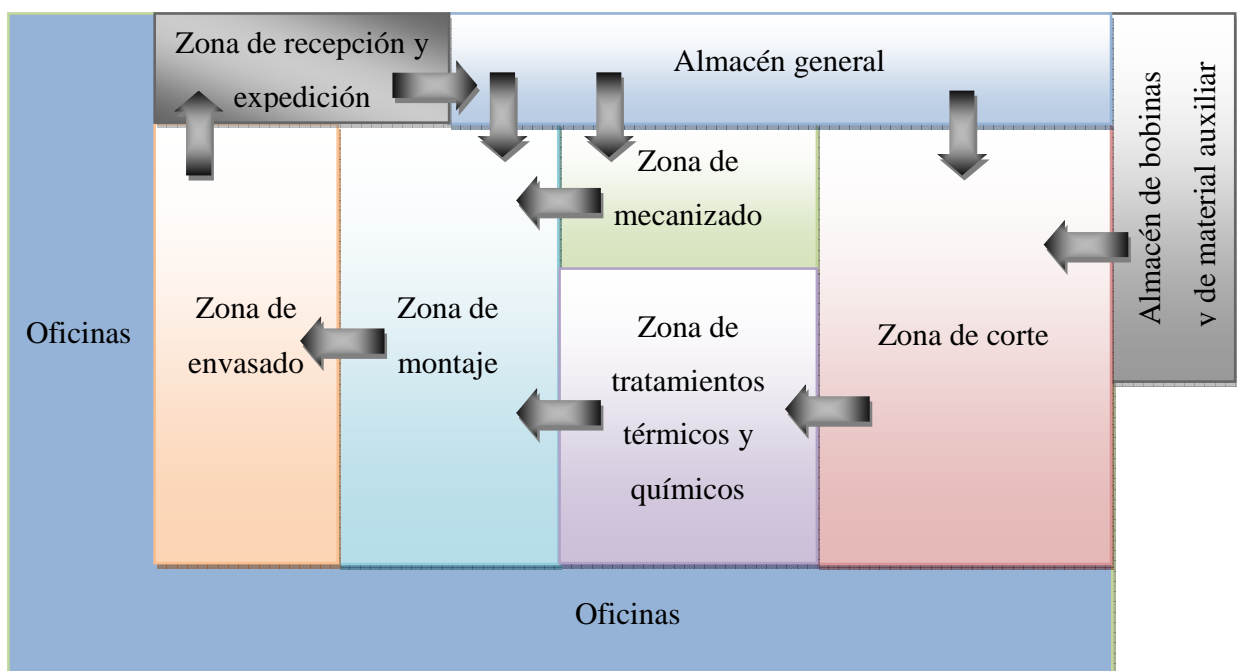 Zona de recepción y
expedición
Almacén general
Almacén de bobinas
y de material auxiliar
Zona de
mecanizado
Oficinas
Zona de
envasado
Zona de
montaje
Zona de
tratamientos
térmicos y
químicos
Zona de corte
Oficinas